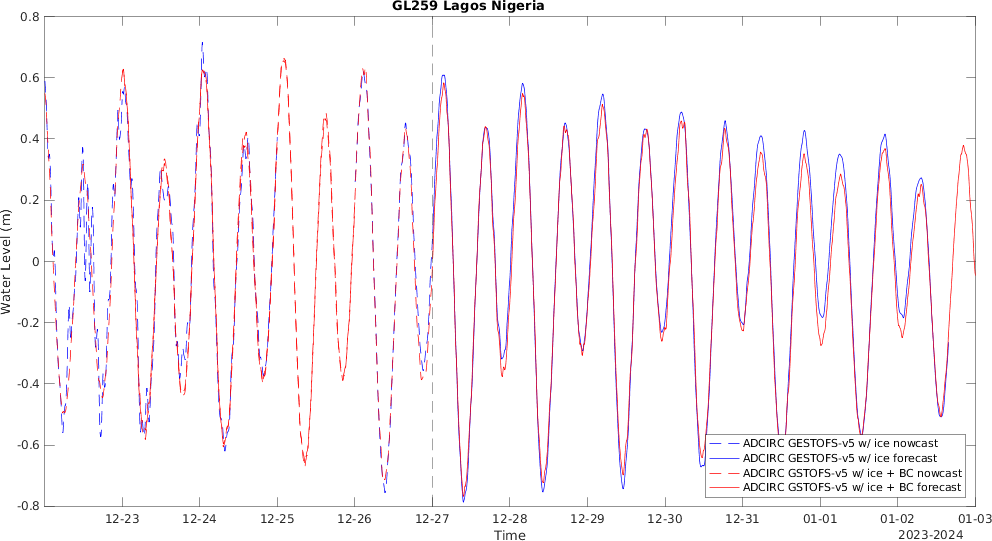 GL259 Lagos Nigeria
0.8
0.6
0.4
0.2
0
-0.2
-0.4
-0.6
-0.8
Water Level (m)
ADCIRC GESTOFS-v5 w/ ice nowcast
ADCIRC GESTOFS-v5 w/ ice forecast
ADCIRC GSTOFS-v5 w/ ice + BC nowcast
ADCIRC GSTOFS-v5 w/ ice + BC forecast
12-23 12-24 12-25 12-26 12-27 12-28 12-29 12-30 12-31 01-01 01-02 01-03
Time
2023-2024